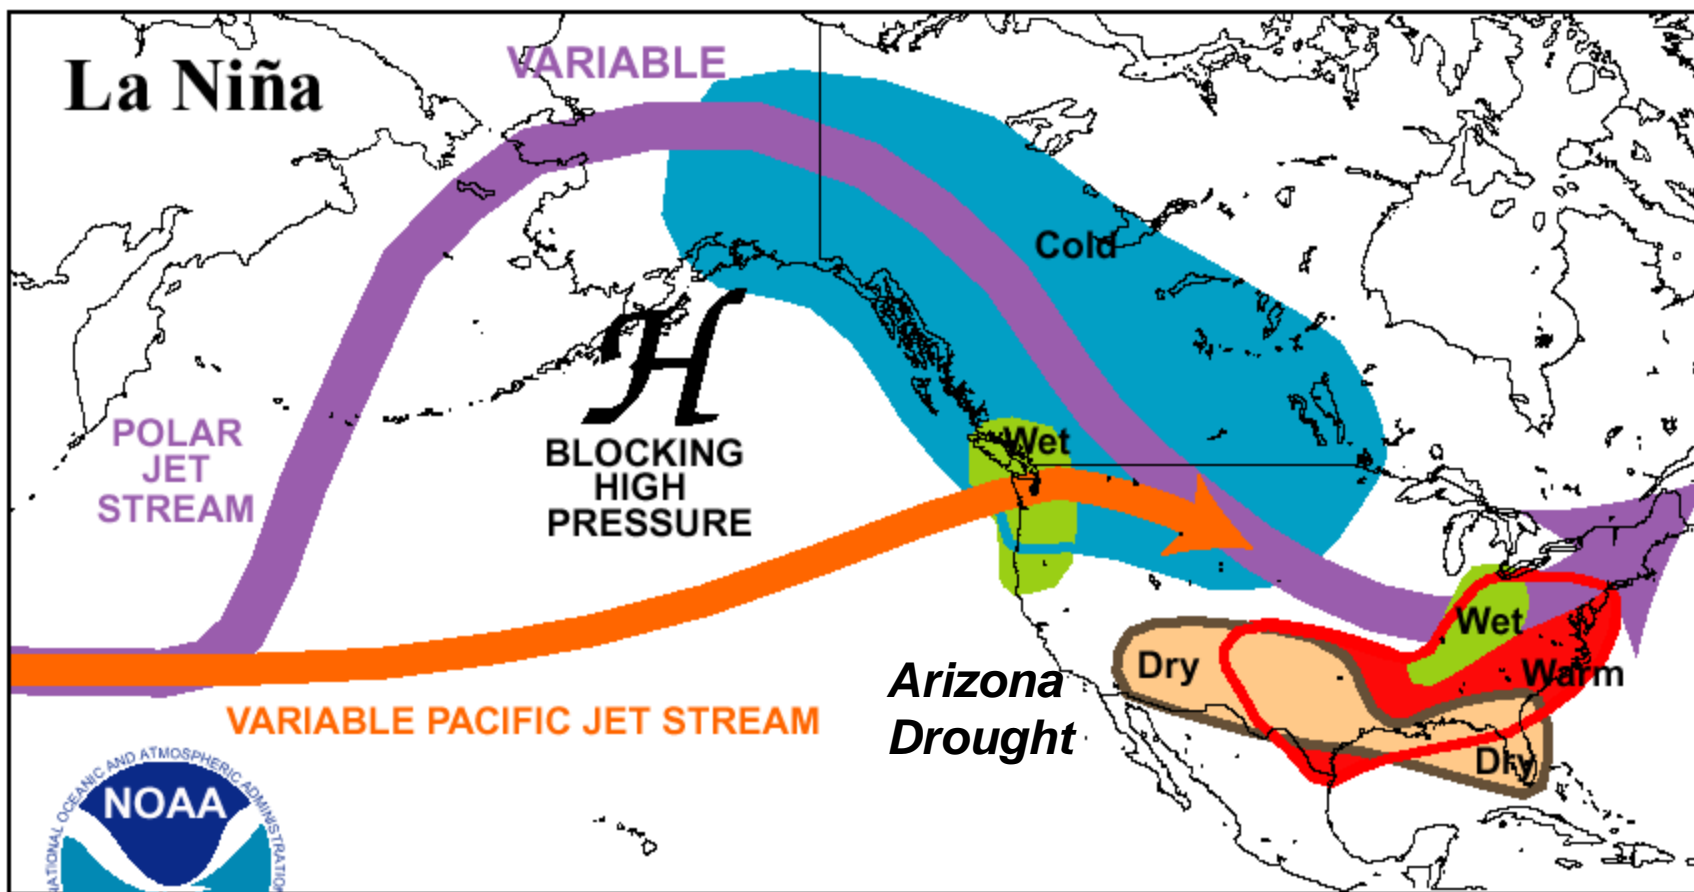 La Niña
VARIABLE
Cold
POLAR
JET
STREAM
H
BLOCKING
HIGH
PRESSURE
Wet
Wet
Dry
Warm
Arizona
Drought
VARIABLE PACIFIC JET STREAM
Dry
NATIONAL OCEANIC AND ATMOSPHERIC ADMINISTRATION
NOAA